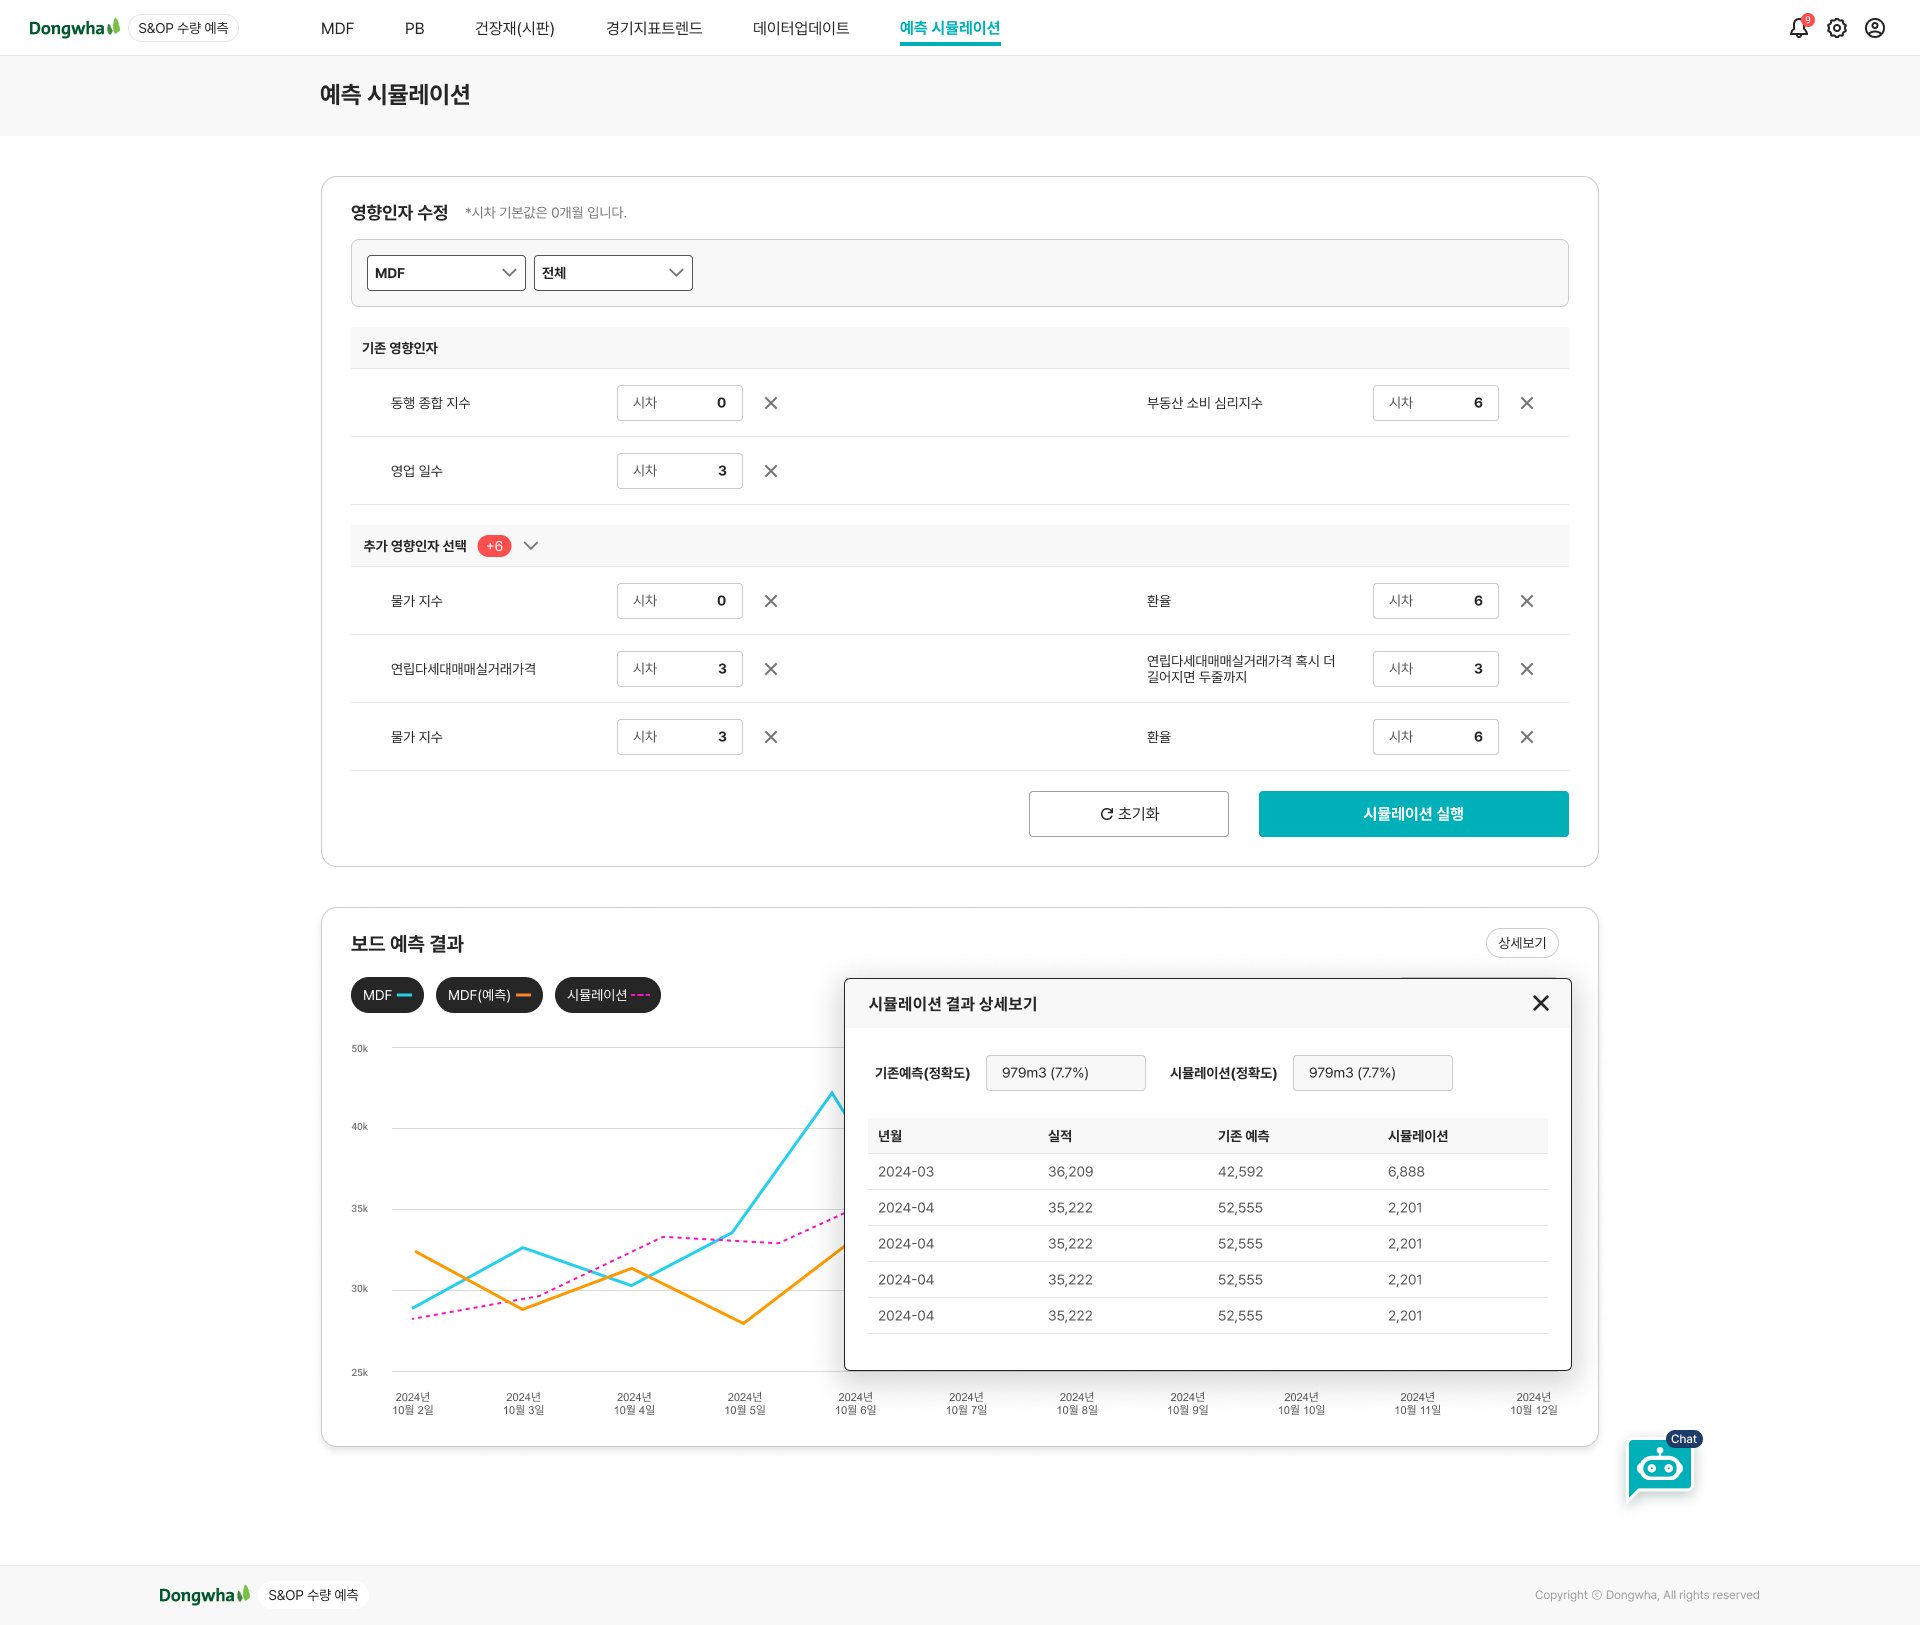 Dongwha S&OP 수량 예측 MDF PB 건장재(시판) 경기지표트렌드 데이터업데이트 예측 시뮬레이션 9
예측 시뮬레이션
영향인자 수정 *시차 기본값은 0개월 입니다.
MDF 전체
기존 영향인자
동행 종합 지수 시차 0 부동산 소비 심리지수 시차 6
영업 일수 시차 3
추가 영향인자 선택 +6
물가 지수 시차 0 환율 시차 6
연립다세대매매실거래가격 시차 3 연립다세대매매실거래가격 혹시 더
길어지면 두줄까지 시차 3
물가 지수 시차 3 환율 시차 6
초기화 시뮬레이션 실행
보드 예측 결과 상세보기
MDF MDF(예측) 시뮬레이션
50k
40k
35k
30k
25k
시뮬레이션 결과 상세보기
기존예측(정확도) 979m3 (7.7%) 시뮬레이션(정확도) 979m3 (7.7%)
년월 실적 기존 예측 시뮬레이션
2024-03 36,209 42,592 6,888
2024-04 35,222 52,555 2,201
2024-04 35,222 52,555 2,201
2024-04 35,222 52,555 2,201
2024-04 35,222 52,555 2,201
2024년 2024년 2024년 2024년 2024년 2024년 2024년 2024년 2024년 2024년 2024년
10월 2일 10월 3일 10월 4일 10월 5일 10월 6일 10월 7일 10월 8일 10월 9일 10월 10일 10월 11일 10월 12일
Chat
Dongwha S&OP 수량 예측 Copyright ⓒ Dongwha, All rights reserved